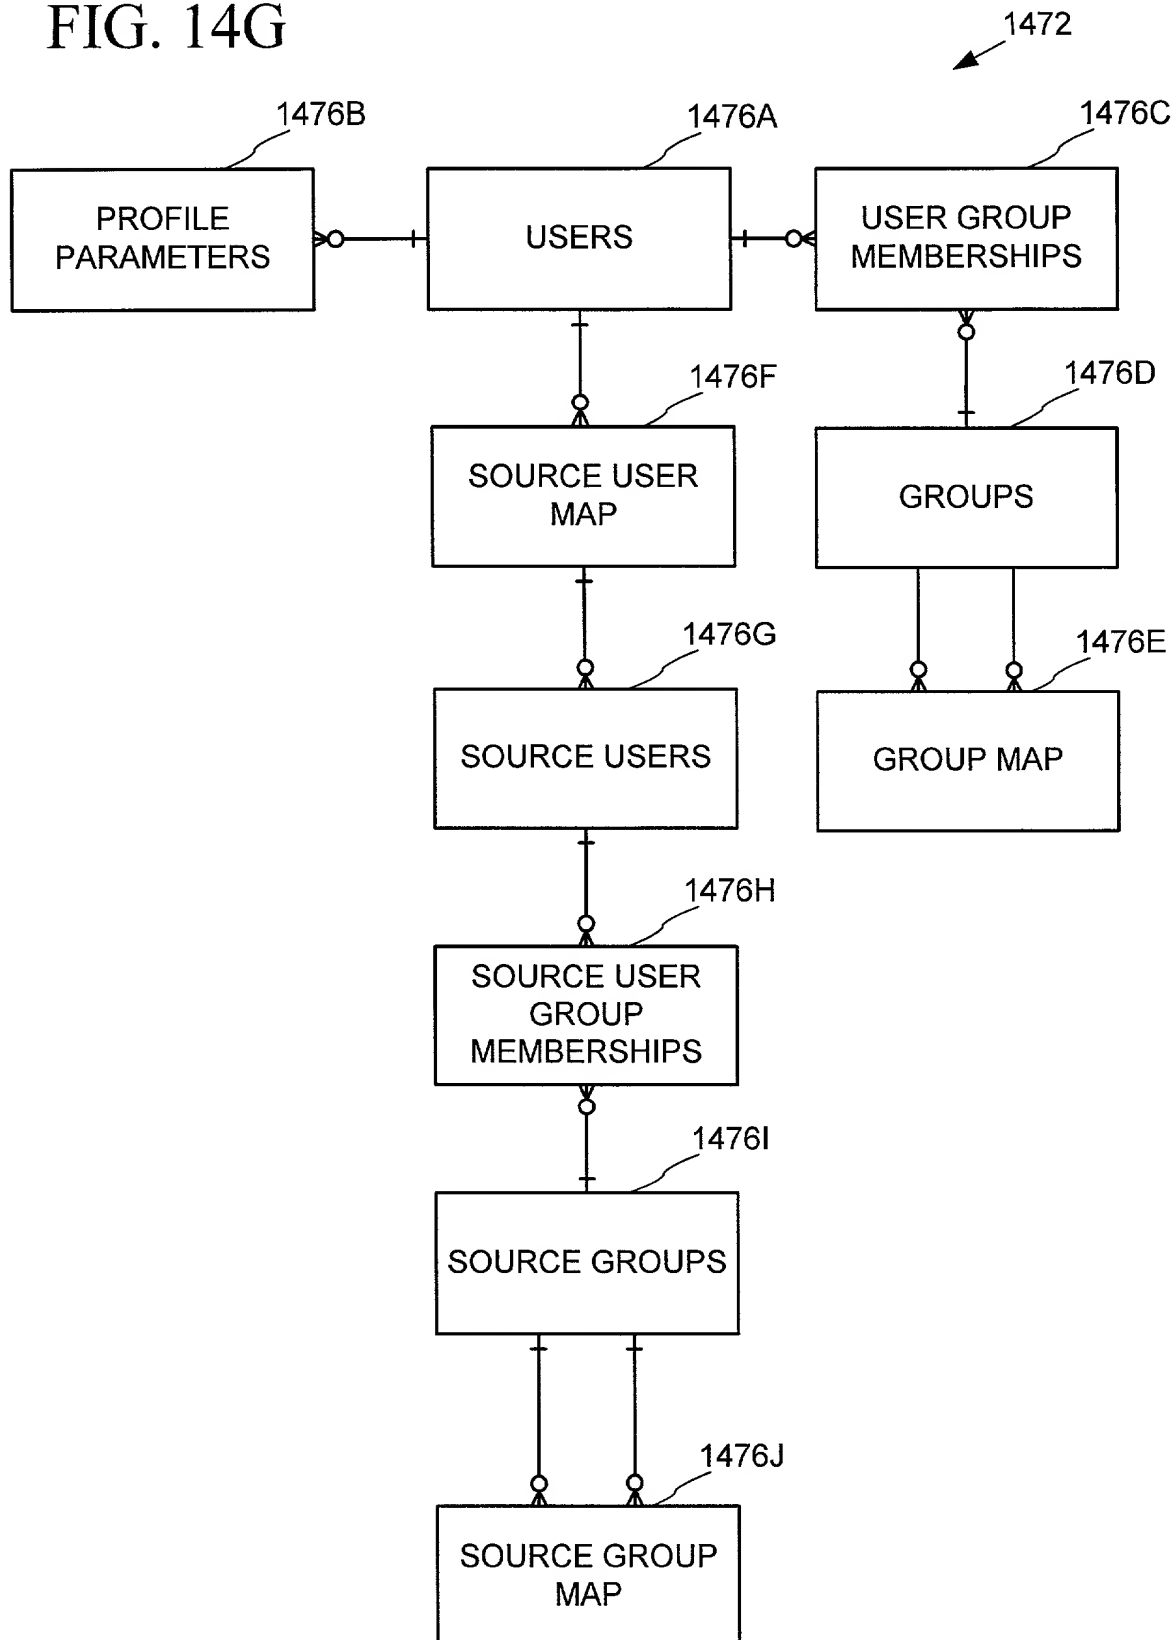 FIG. 14G
1472
1476B
1476A
1476C
PROFILE
PARAMETERS
USERS
USER GROUP
MEMBERSHIPS
1476F
1476D
SOURCE USER
MAP
GROUPS
1476G
1476E
SOURCE USERS
GROUP MAP
1476H
SOURCE USER
GROUP
MEMBERSHIPS
1476I
SOURCE GROUPS
1476J
SOURCE GROUP
MAP